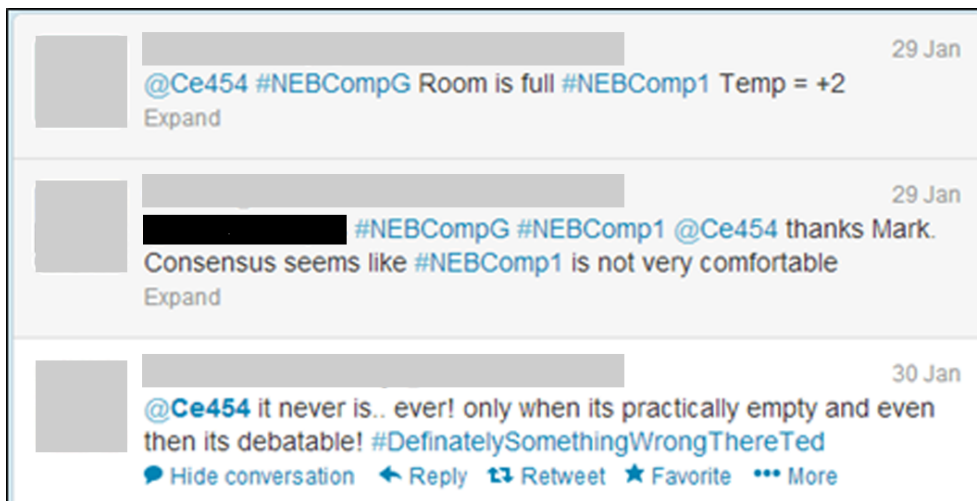 29 Jan
@Ce454 #NEBCompG Room is full #NEBComp1 Temp = +2
Expand
29 Jan
#NEBCompG #NEBComp1 @Ce454 thanks Mark.
Consensus seems like #NEBComp1 is not very comfortable
Expand
30 Jan
@Ce454 it never is.. ever! only when its practically empty and even
then its debatable! #DefinatelySomethingWrongThereTed
Hide conversation Reply Retweet Favorite More